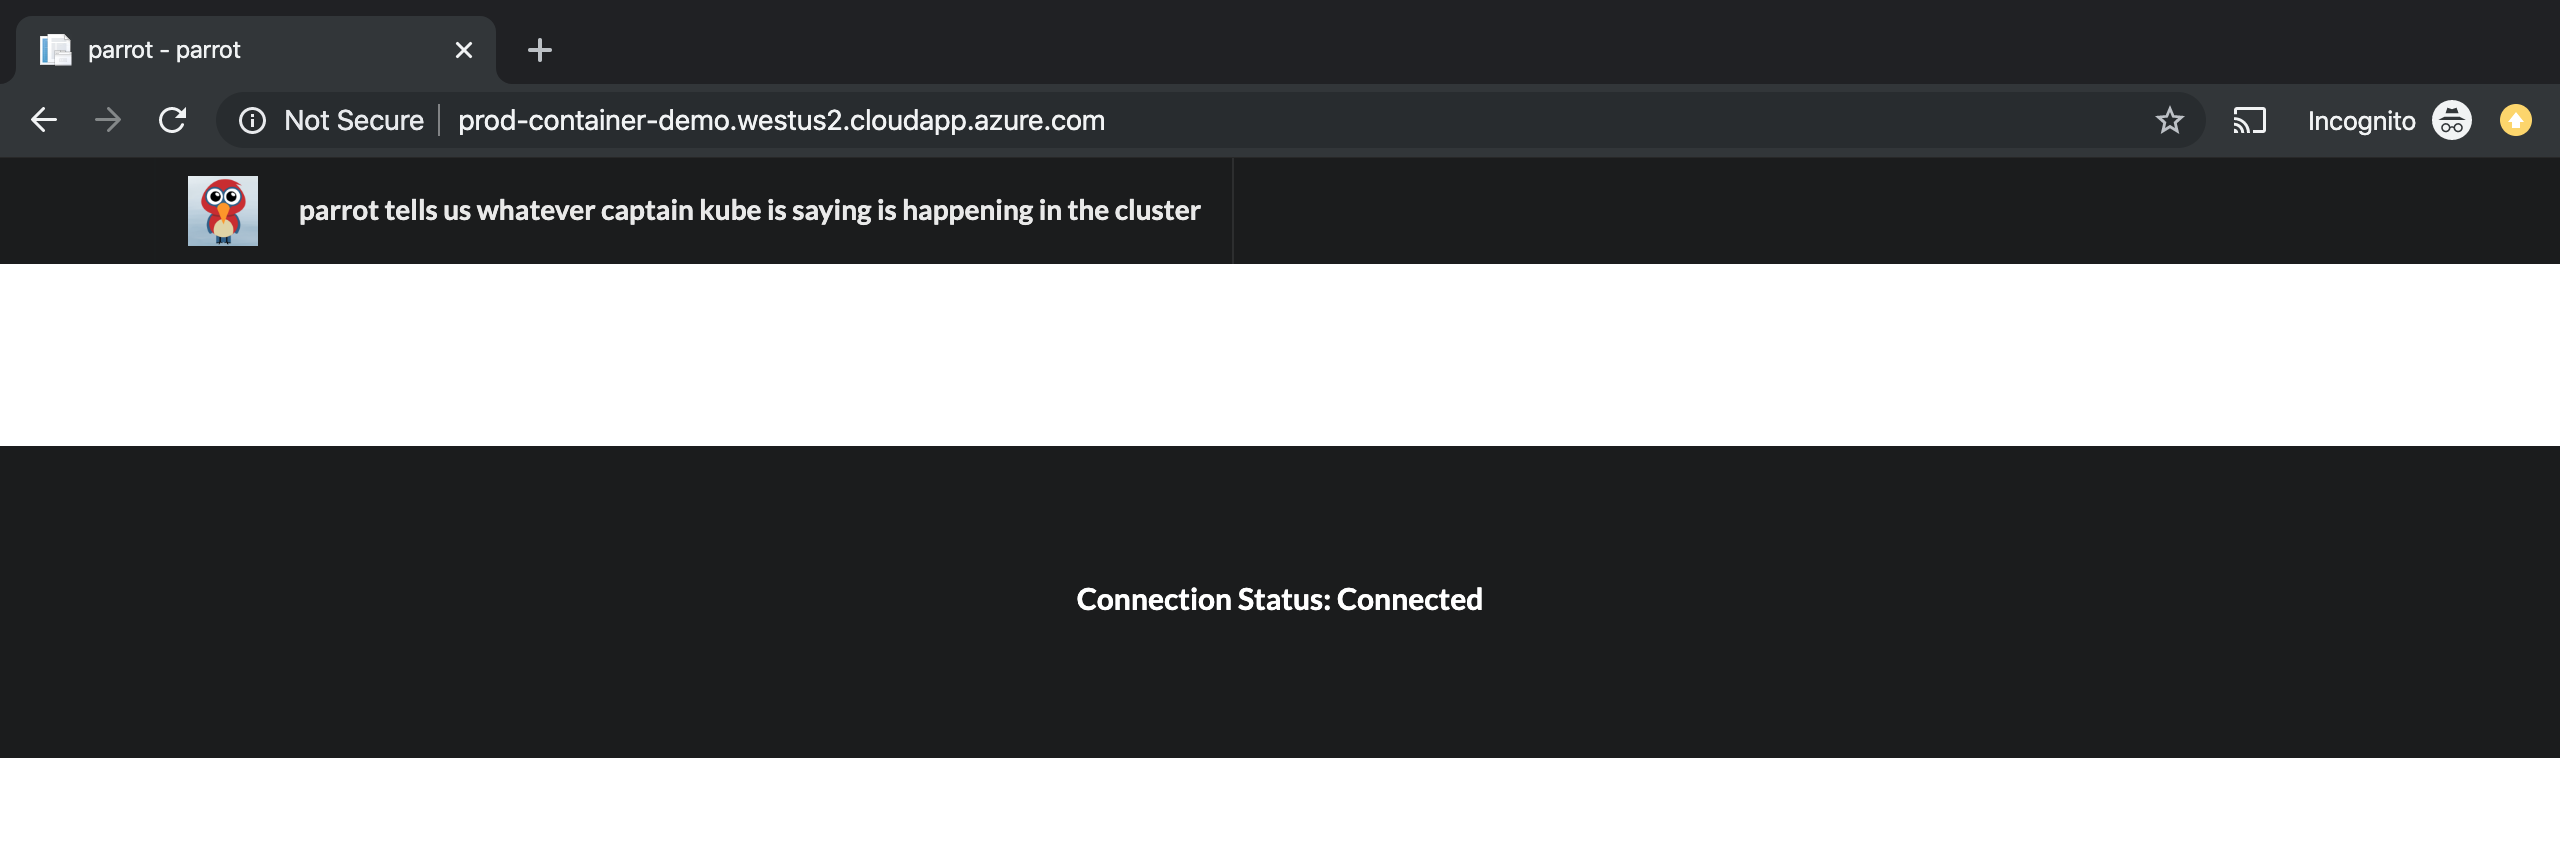 parrot - parrot
Not Secure prod-container-demo.westus2.cloudapp.azure.com Incognito
parrot tells us whatever captain kube is saying is happening in the cluster
Connection Status: Connected